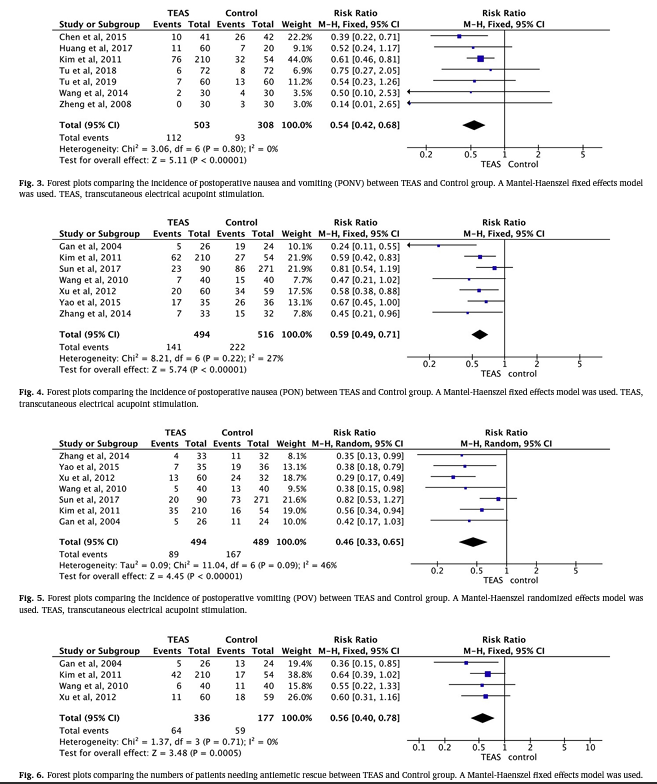 TEAS Control Risk Ratio Risk Ratio
Study or Subgroup Events Total Events Total Weight M-H, Fixed, 95% CI M-H, Fixed, 95% CI
Chen et al, 2015 10 41 26 42 22.2% 0.39 [0.22, 0.71]
Huang et al, 2017 11 60 7 20 9.1% 0.52 [0.24, 1.17]
Kim et al, 2011 76 210 32 54 44.0% 0.61 [0.46, 0.81]
Tu et al, 2018 6 72 8 72 6.9% 0.75 [0.27, 2.05]
Tu et al, 2019 7 60 13 60 11.2% 0.54 [0.23, 1.26]
Wang et al, 2014 2 30 4 30 3.5% 0.50 [0.10, 2.53]
Zheng et al, 2008 0 30 3 30 3.0% 0.14 [0.01, 2.65]
Total (95% CI) 503 308 100.0% 0.54 [0.42, 0.68]
Total events 112 93
Heterogeneity: Chi² = 3.06, df = 6 (P = 0.80); I² = 0%
Test for overall effect: Z = 5.11 (P < 0.00001)
0.2 0.5 1 2 5
TEAS Control
Fig. 3. Forest plots comparing the incidence of postoperative nausea and vomiting (PONV) between TEAS and Control group. A Mantel-Haenszel fixed effects model
was used. TEAS, transcutaneous electrical acupoint stimulation.
TEAS Control Risk Ratio Risk Ratio
Study or Subgroup Events Total Events Total Weight M-H, Fixed, 95% CI M-H, Fixed, 95% CI
Gan et al, 2004 5 26 19 24 10.1% 0.24 [0.11, 0.55]
Kim et al, 2011 62 210 27 54 21.9% 0.59 [0.42, 0.83]
Sun et al, 2017 23 90 86 271 21.9% 0.81 [0.54, 1.19]
Wang et al, 2010 7 40 15 40 7.7% 0.47 [0.21, 1.02]
Xu et al, 2012 20 60 34 59 17.5% 0.58 [0.38, 0.88]
Yao et al, 2015 17 35 26 36 13.1% 0.67 [0.45, 1.00]
Zhang et al, 2014 7 33 15 32 7.8% 0.45 [0.21, 0.96]
Total (95% CI) 494 516 100.0% 0.59 [0.49, 0.71]
Total events 141 222
Heterogeneity: Chi² = 8.21, df = 6 (P = 0.22); I² = 27%
Test for overall effect: Z = 5.74 (P < 0.00001)
0.2 0.5 1 2 5
TEAS Control
Fig. 4. Forest plots comparing the incidence of postoperative nausea (PON) between TEAS and Control group. A Mantel-Haenszel fixed effects model was used. TEAS,
transcutaneous electrical acupoint stimulation.
TEAS Control Risk Ratio Risk Ratio
Study or Subgroup Events Total Events Total Weight M-H, Random, 95% CI M-H, Random, 95% CI
Zhang et al, 2014 4 33 11 32 8.1% 0.35 [0.13, 0.99]
Yao et al, 2015 7 35 19 36 13.1% 0.38 [0.18, 0.79]
Xu et al, 2012 13 60 24 32 18.7% 0.29 [0.17, 0.49]
Wang et al, 2010 5 40 13 40 9.4% 0.38 [0.15, 0.98]
Sun et al, 2017 20 90 73 271 21.6% 0.82 [0.53, 1.27]
Kim et al, 2011 35 210 16 54 18.9% 0.56 [0.34, 0.94]
Gan et al, 2004 5 26 11 24 10.2% 0.42 [0.17, 1.03]
Total (95% CI) 494 489 100.0% 0.46 [0.33, 0.65]
Total events 89 167
Heterogeneity: Tau² = 0.09; Chi² = 11.04, df = 6 (P = 0.09); I² = 46%
Test for overall effect: Z = 4.45 (P < 0.00001)
0.2 0.5 1 2 5
TEAS control
Fig. 5. Forest plots comparing the incidence of postoperative vomiting (POV) between TEAS and Control group. A Mantel-Haenszel randomized effects model was
used. TEAS, transcutaneous electrical acupoint stimulation.
TEAS Control Risk Ratio Risk Ratio
Study or Subgroup Events Total Events Total Weight M-H, Fixed, 95% CI M-H, Fixed, 95% CI
Gan et al, 2004 5 26 13 24 19.4% 0.36 [0.15, 0.85]
Kim et al, 2011 42 210 17 54 38.8% 0.64 [0.39, 1.02]
Wang et al, 2010 6 40 11 40 15.8% 0.55 [0.22, 1.33]
Xu et al, 2012 11 60 18 59 26.0% 0.60 [0.31, 1.16]
Total (95% CI) 336 177 100.0% 0.56 [0.40, 0.78]
Total events 64 59
Heterogeneity: Chi² = 1.37, df = 3 (P = 0.71); I² = 0%
Test for overall effect: Z = 3.48 (P = 0.0005)
0.1 0.2 0.5 1 2 5 10
TEAS Control
Fig. 6. Forest plots comparing the numbers of patients needing antiemetic rescue between TEAS and Control group. A Mantel-Haenszel fixed effects model was used.